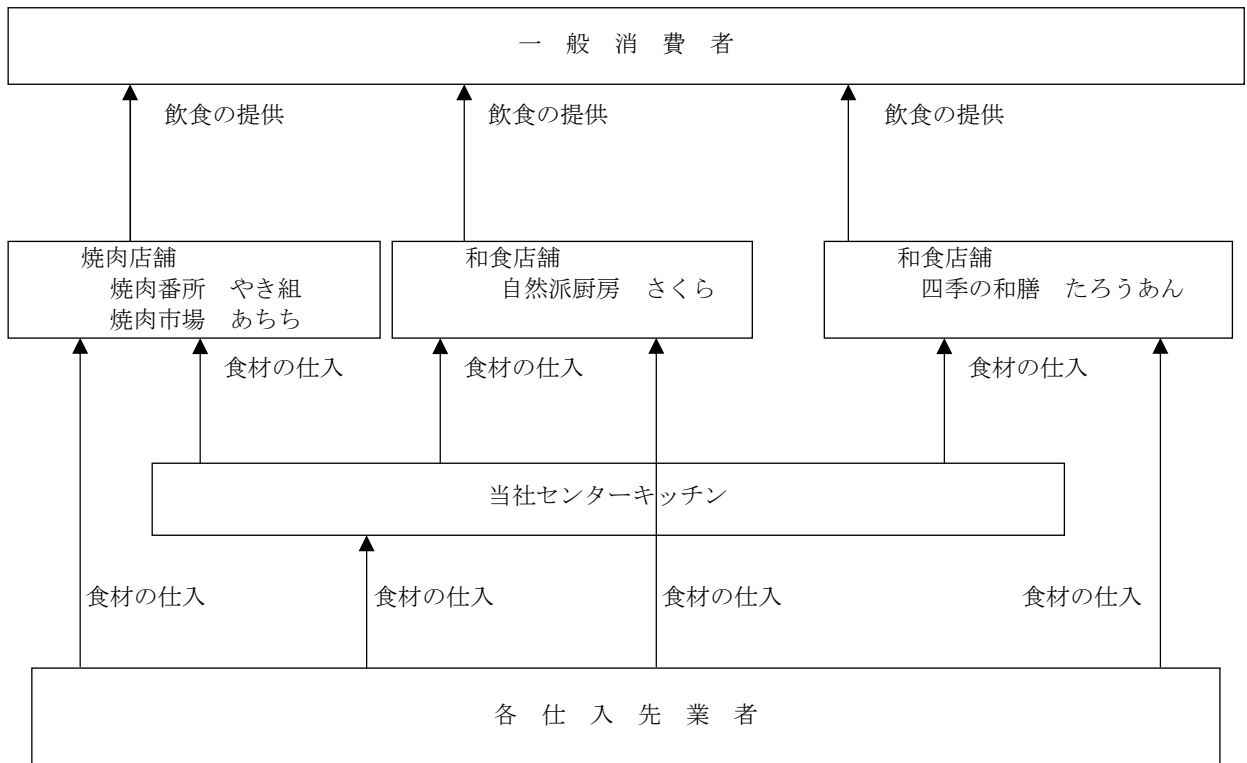 一　般　消　費　者
飲食の提供
飲食の提供
飲食の提供
焼肉店舗
焼肉番所　やき組
焼肉市場　あちち
和食店舗
自然派厨房　さくら
和食店舗
四季の和膳　たろうあん
食材の仕入
食材の仕入
食材の仕入
当社センターキッチン
食材の仕入
食材の仕入
食材の仕入
食材の仕入
各　仕　入　先　業　者